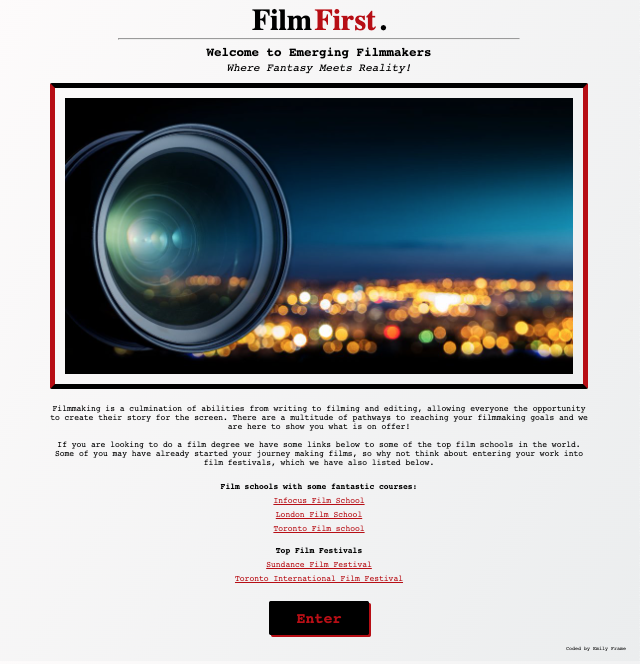 FilmFirst.
Welcome to Emerging Filmmakers
Where Fantasy Meets Reality!
Filmmaking is a culmination of abilities from writing to filming and editing, allowing everyone the opportunity
to create their story for the screen. There are a multitude of pathways to reaching your filmmaking goals and we
are here to show you what is on offer!
If you are looking to do a film degree we have some links below to some of the top film schools in the world.
Some of you may have already started your journey making films, so why not think about entering your work into
film festivals, which we have also listed below.
Film schools with some fantastic courses:
Infocus Film School
London Film School
Toronto Film school
Top Film Festivals
Sundance Film Festival
Toronto International Film Festival
Enter
Coded by Emily Frame